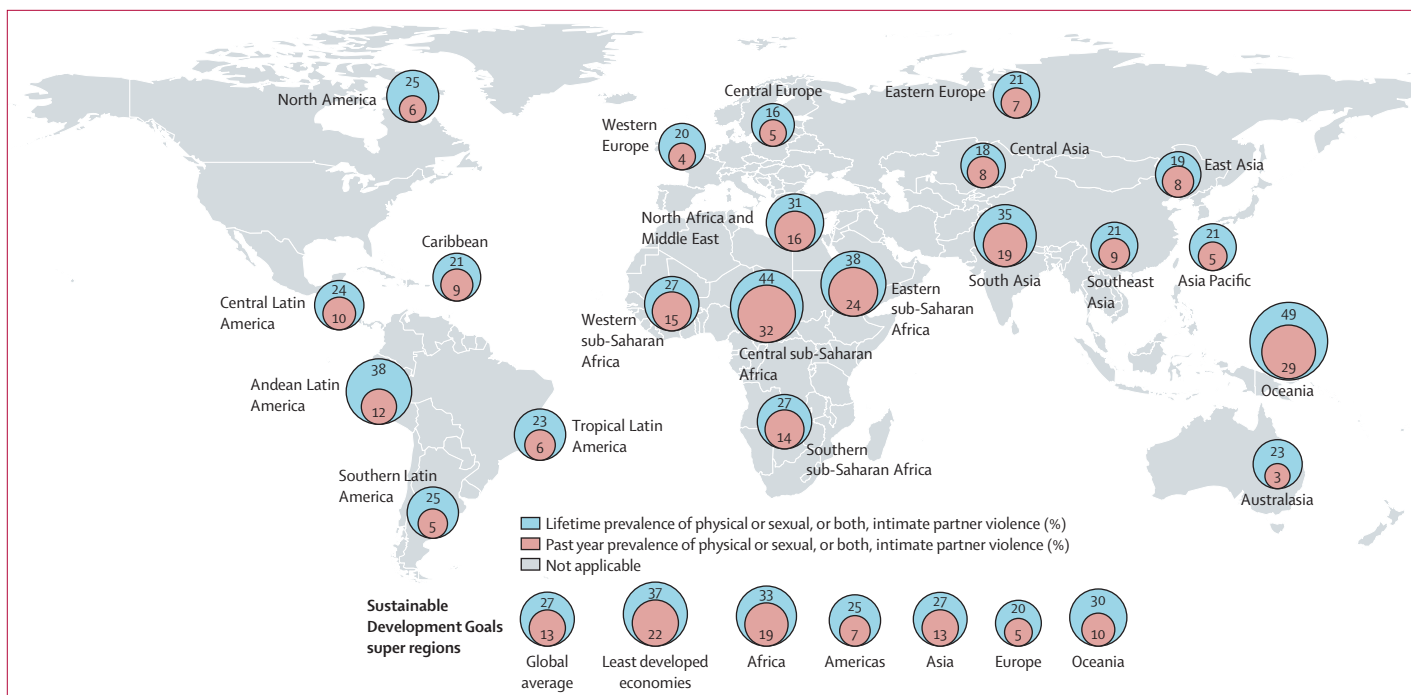 25
North America
6
Central Europe
16
5
Eastern Europe
21
7
Western
Europe
20
4
18
Central Asia
8
19
East Asia
8
31
North Africa and
Middle East
16
35
19
South Asia
21
9
Southeast
Asia
21
5
Asia Pacific
Caribbean
21
9
24
Central Latin
America
10
27
15
Western
sub-Saharan
Africa
44
32
Central sub-Saharan
Africa
38
24
Eastern
sub-Saharan
Africa
49
29
Oceania
38
Andean Latin
America
12
23
Tropical Latin
America
6
27
14
Southern
sub-Saharan Africa
23
3
Australasia
Southern Latin
America
25
5
Lifetime prevalence of physical or sexual, or both, intimate partner violence (%)
Past year prevalence of physical or sexual, or both, intimate partner violence (%)
Not applicable
Sustainable
Development Goals
super regions
27
13
Global
average
37
22
Least developed
economies
33
19
Africa
25
7
Americas
27
13
Asia
20
5
Europe
30
10
Oceania